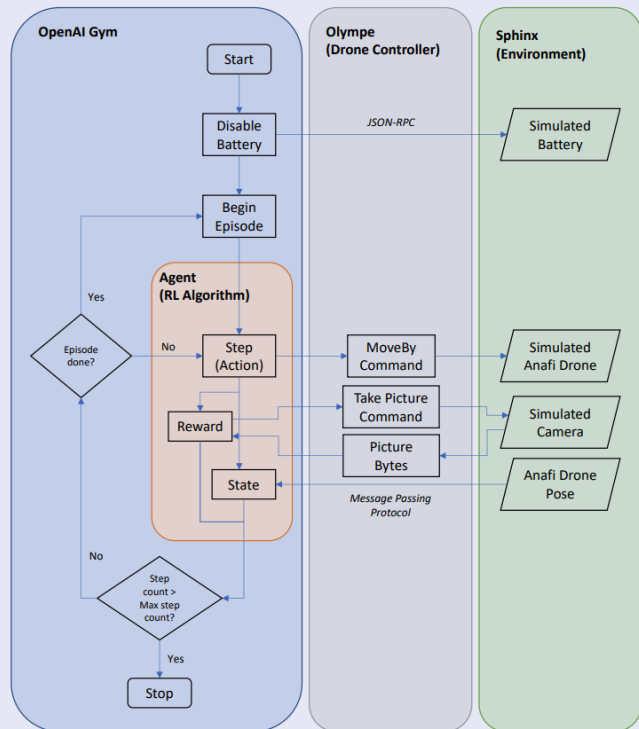 OpenAI Gym
Olympe
(Drone Controller)
Sphinx
(Environment)
Start
Disable
Battery
JSON-RPC
Simulated
Battery
Begin
Episode
Agent
(RL Algorithm)
Yes
Episode
done?
No
Step
(Action)
MoveBy
Command
Simulated
Anafi Drone
Reward
Take Picture
Command
Simulated
Camera
Picture
Bytes
State
Anafi Drone
Pose
Message Passing
Protocol
No
Step
count >
Max step
count?
Yes
Stop